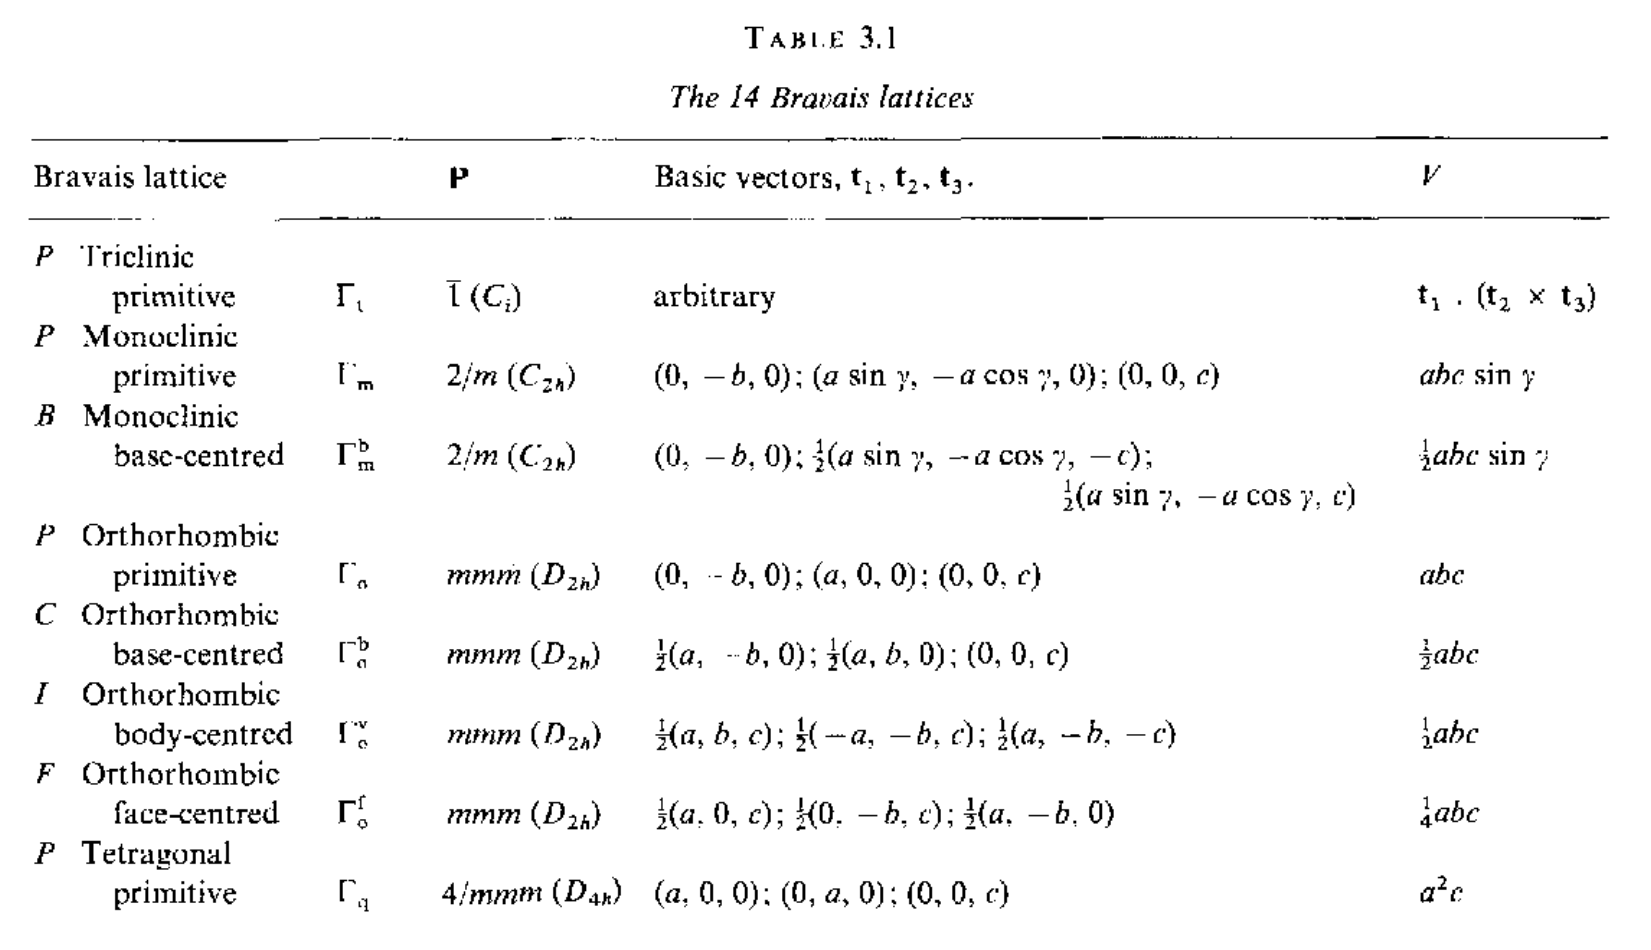 TABLE 3.1
The 14 Bravais lattices
Bravais lattice P Basic vectors, t₁, t₂, t₃. V
P Triclinic
primitive Γₜ 1̅ (Cᵢ) arbitrary t₁ . (t₂ × t₃)
P Monoclinic
primitive Γₘ 2/m (C₂ₕ) (0, −b, 0); (a sin γ, −a cos γ, 0); (0, 0, c) abc sin γ
B Monoclinic
base-centred Γₘᵇ 2/m (C₂ₕ) (0, −b, 0); ½(a sin γ, −a cos γ, −c); ½abc sin γ
½(a sin γ, −a cos γ, c)
P Orthorhombic
primitive Γₒ mmm (D₂ₕ) (0, −b, 0); (a, 0, 0); (0, 0, c) abc
C Orthorhombic
base-centred Γₒᵇ mmm (D₂ₕ) ½(a, −b, 0); ½(a, b, 0); (0, 0, c) ½abc
I Orthorhombic
body-centred Γₒᵛ mmm (D₂ₕ) ½(a, b, c); ½(−a, −b, c); ½(a, −b, −c) ½abc
F Orthorhombic
face-centred Γₒᶠ mmm (D₂ₕ) ½(a, 0, c); ½(0, −b, c); ½(a, −b, 0) ¼abc
P Tetragonal
primitive Γ_q 4/mmm (D₄ₕ) (a, 0, 0); (0, a, 0); (0, 0, c) a²c